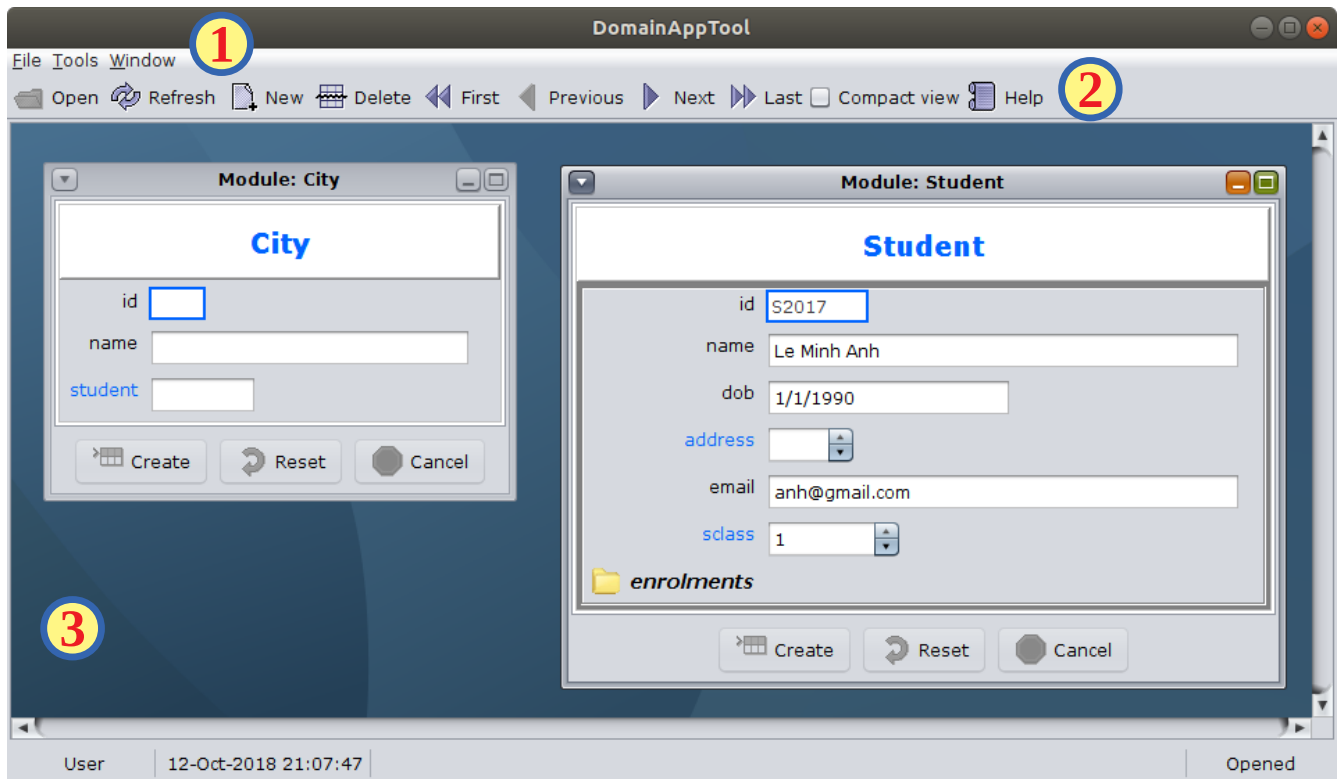 DomainAppTool
1
File Tools Window
Open Refresh New Delete First Previous Next Last Compact view Help
2
Module: City
City
id
name
student
Create Reset Cancel
Module: Student
Student
id S2017
name Le Minh Anh
dob 1/1/1990
address
email anh@gmail.com
sclass 1
enrolments
Create Reset Cancel
3
User 12-Oct-2018 21:07:47 Opened